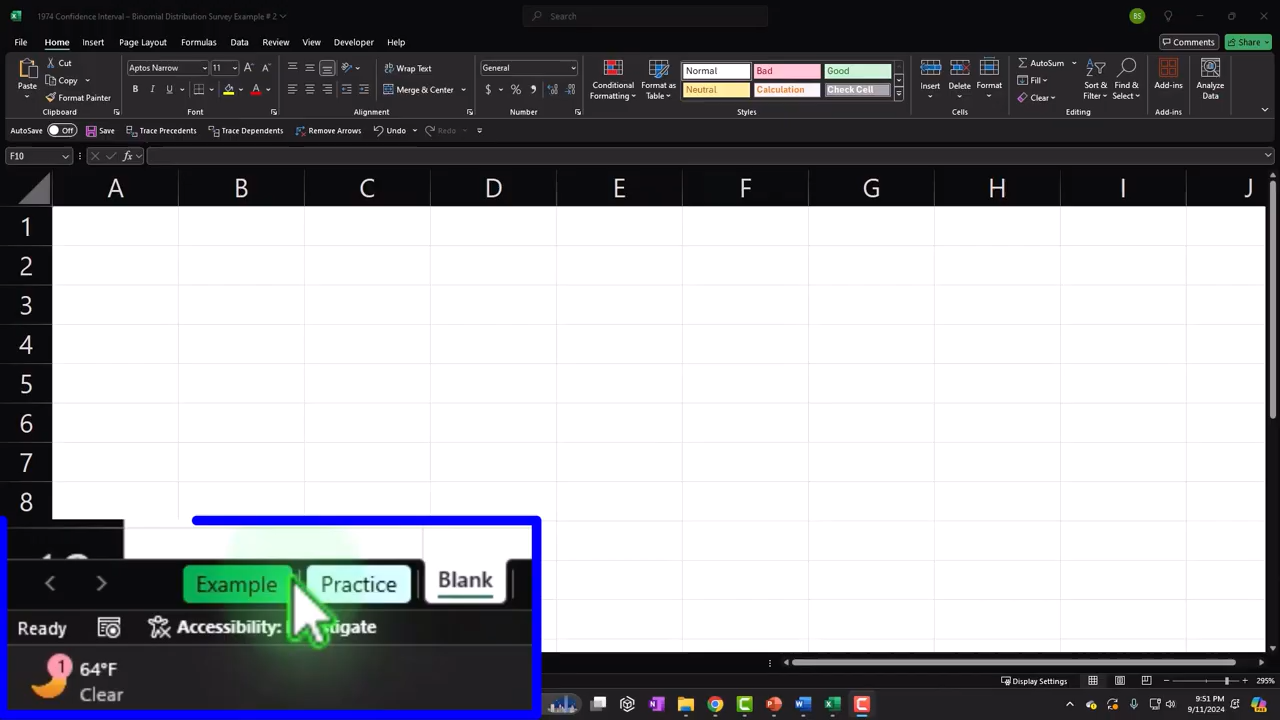 1974 Confidence Interval – Binomial Distribution Survey Example # 2
Search
BS
File Home Insert Page Layout Formulas Data Review View Developer Help
Comments Share
Paste
Cut
Copy
Format Painter
Clipboard
Aptos Narrow 11
B I U
Font
Wrap Text
Merge & Center
Alignment
General
$ %
Number
Conditional Formatting
Format as Table
Normal Bad Good
Neutral Calculation Check Cell
Styles
Insert Delete Format
Cells
AutoSum
Fill
Clear
Sort & Filter
Find & Select
Editing
Add-ins
Add-ins
Analyze Data
AutoSave Off Save Trace Precedents Trace Dependents Remove Arrows Undo Redo
F10 fx
A B C D E F G H I J
1
2
3
4
5
6
7
8
Example Practice Blank
Ready Accessibility:
1 64°F
Clear
Display Settings 295%
9:51 PM
9/11/2024